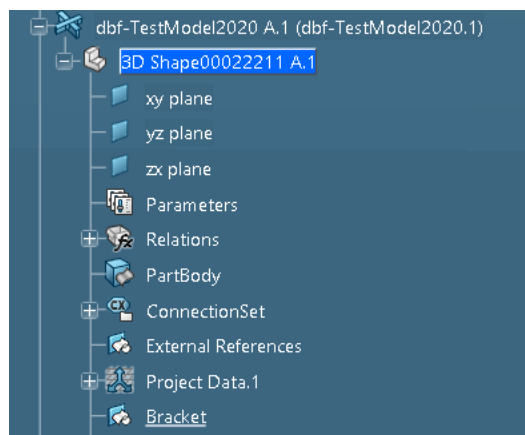 dbf-TestModel2020 A.1 (dbf-TestModel2020.1)
3D Shape00022211 A.1
xy plane
yz plane
zx plane
Parameters
Relations
PartBody
ConnectionSet
External References
Project Data.1
Bracket